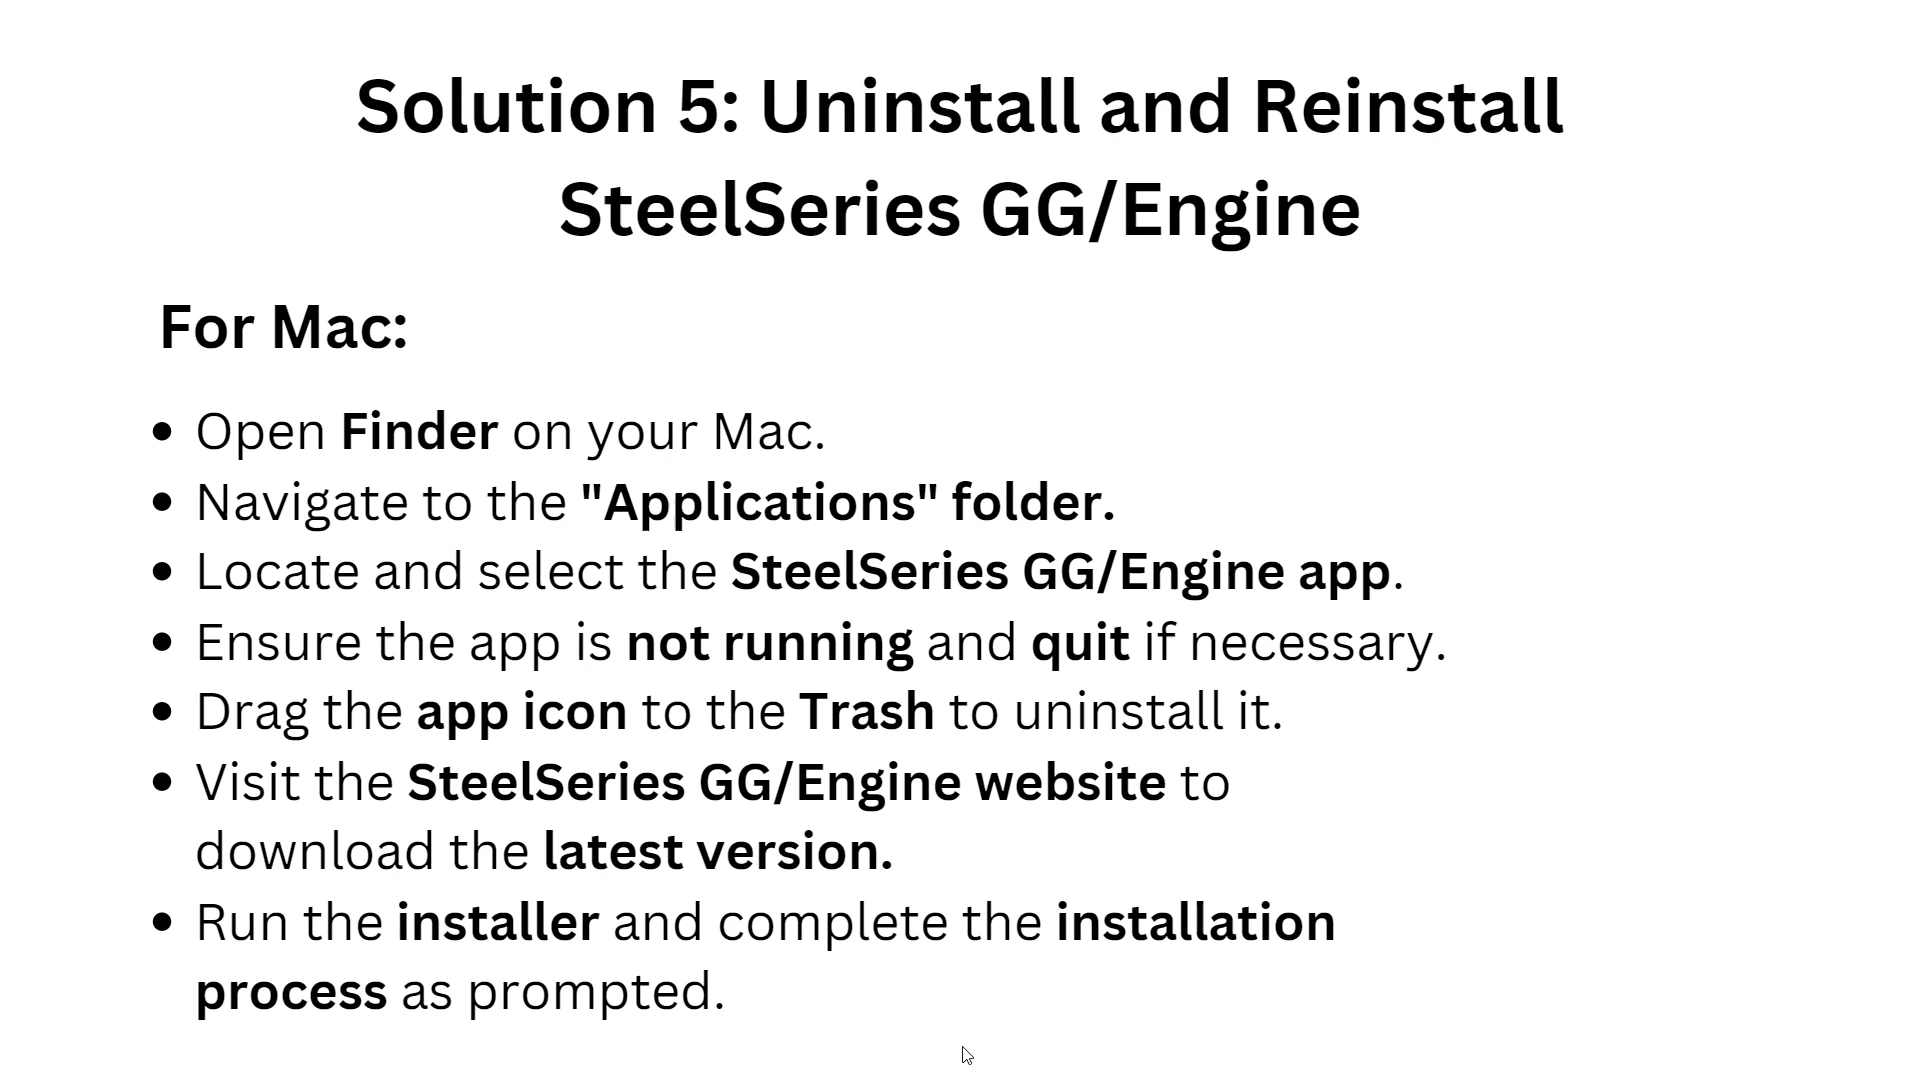 Solution 5: Uninstall and Reinstall
SteelSeries GG/Engine
For Mac:
• Open Finder on your Mac.
• Navigate to the "Applications" folder.
• Locate and select the SteelSeries GG/Engine app.
• Ensure the app is not running and quit if necessary.
• Drag the app icon to the Trash to uninstall it.
• Visit the SteelSeries GG/Engine website to
download the latest version.
• Run the installer and complete the installation
process as prompted.